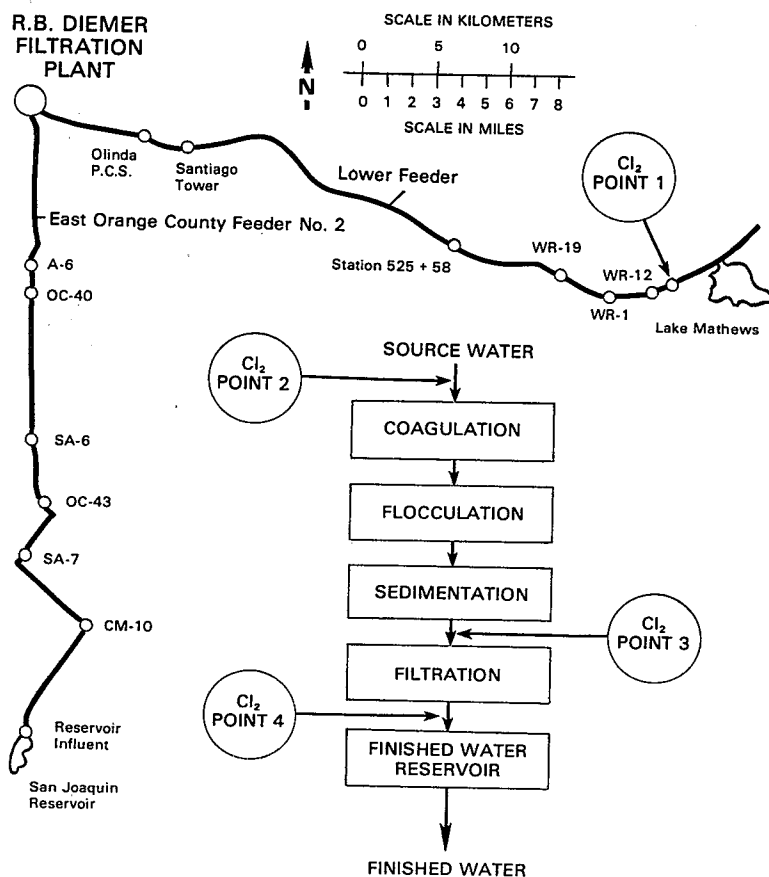 R.B. DIEMER
FILTRATION
PLANT
SCALE IN KILOMETERS
0 5 10
N
0 1 2 3 4 5 6 7 8
SCALE IN MILES
Olinda
P.C.S.
Santiago
Tower
Lower Feeder
Cl₂
POINT 1
East Orange County Feeder No. 2
Station 525 + 58
WR-19
WR-12
WR-1
Lake Mathews
A-6
OC-40
SA-6
OC-43
SA-7
CM-10
Reservoir
Influent
San Joaquin
Reservoir
SOURCE WATER
Cl₂
POINT 2
COAGULATION
FLOCCULATION
SEDIMENTATION
Cl₂
POINT 3
FILTRATION
Cl₂
POINT 4
FINISHED WATER
RESERVOIR
FINISHED WATER